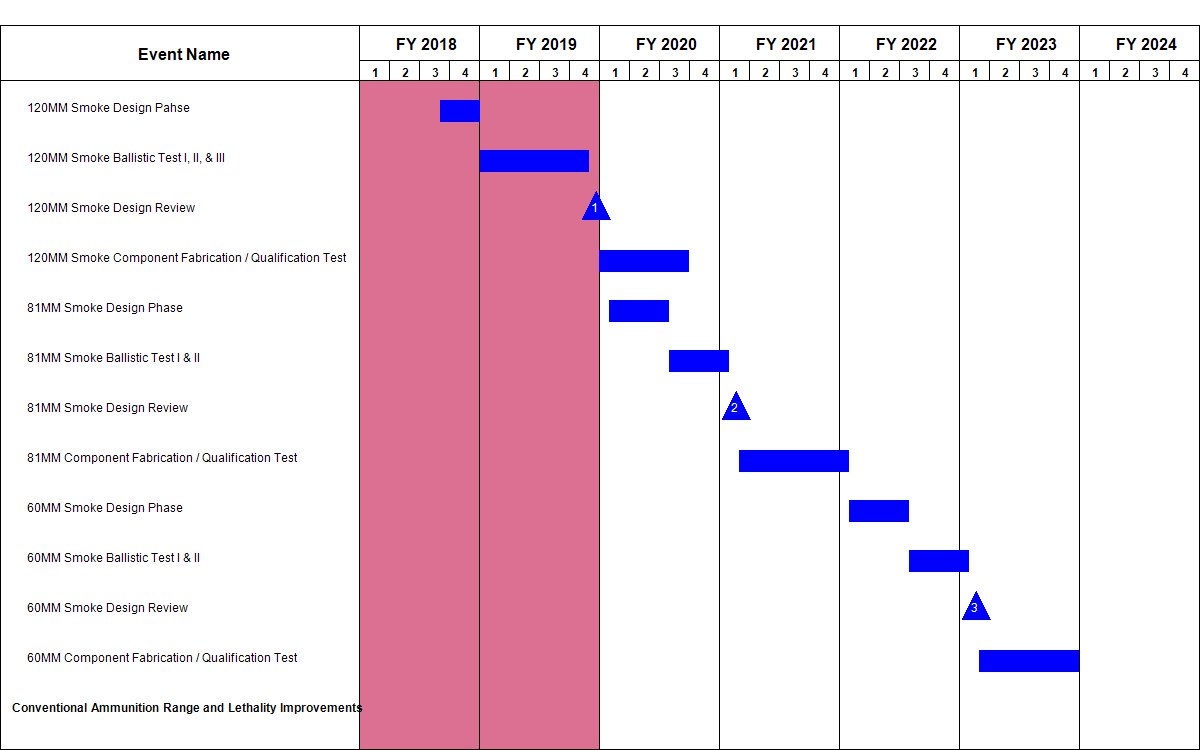 Event Name
FY 2018 FY 2019 FY 2020 FY 2021 FY 2022 FY 2023 FY 2024
1 2 3 4 1 2 3 4 1 2 3 4 1 2 3 4 1 2 3 4 1 2 3 4 1 2 3 4
120MM Smoke Design Pahse
120MM Smoke Ballistic Test I, II, & III
120MM Smoke Design Review 1
120MM Smoke Component Fabrication / Qualification Test
81MM Smoke Design Phase
81MM Smoke Ballistic Test I & II
81MM Smoke Design Review 2
81MM Component Fabrication / Qualification Test
60MM Smoke Design Phase
60MM Smoke Ballistic Test I & II
60MM Smoke Design Review 3
60MM Component Fabrication / Qualification Test
Conventional Ammunition Range and Lethality Improvements